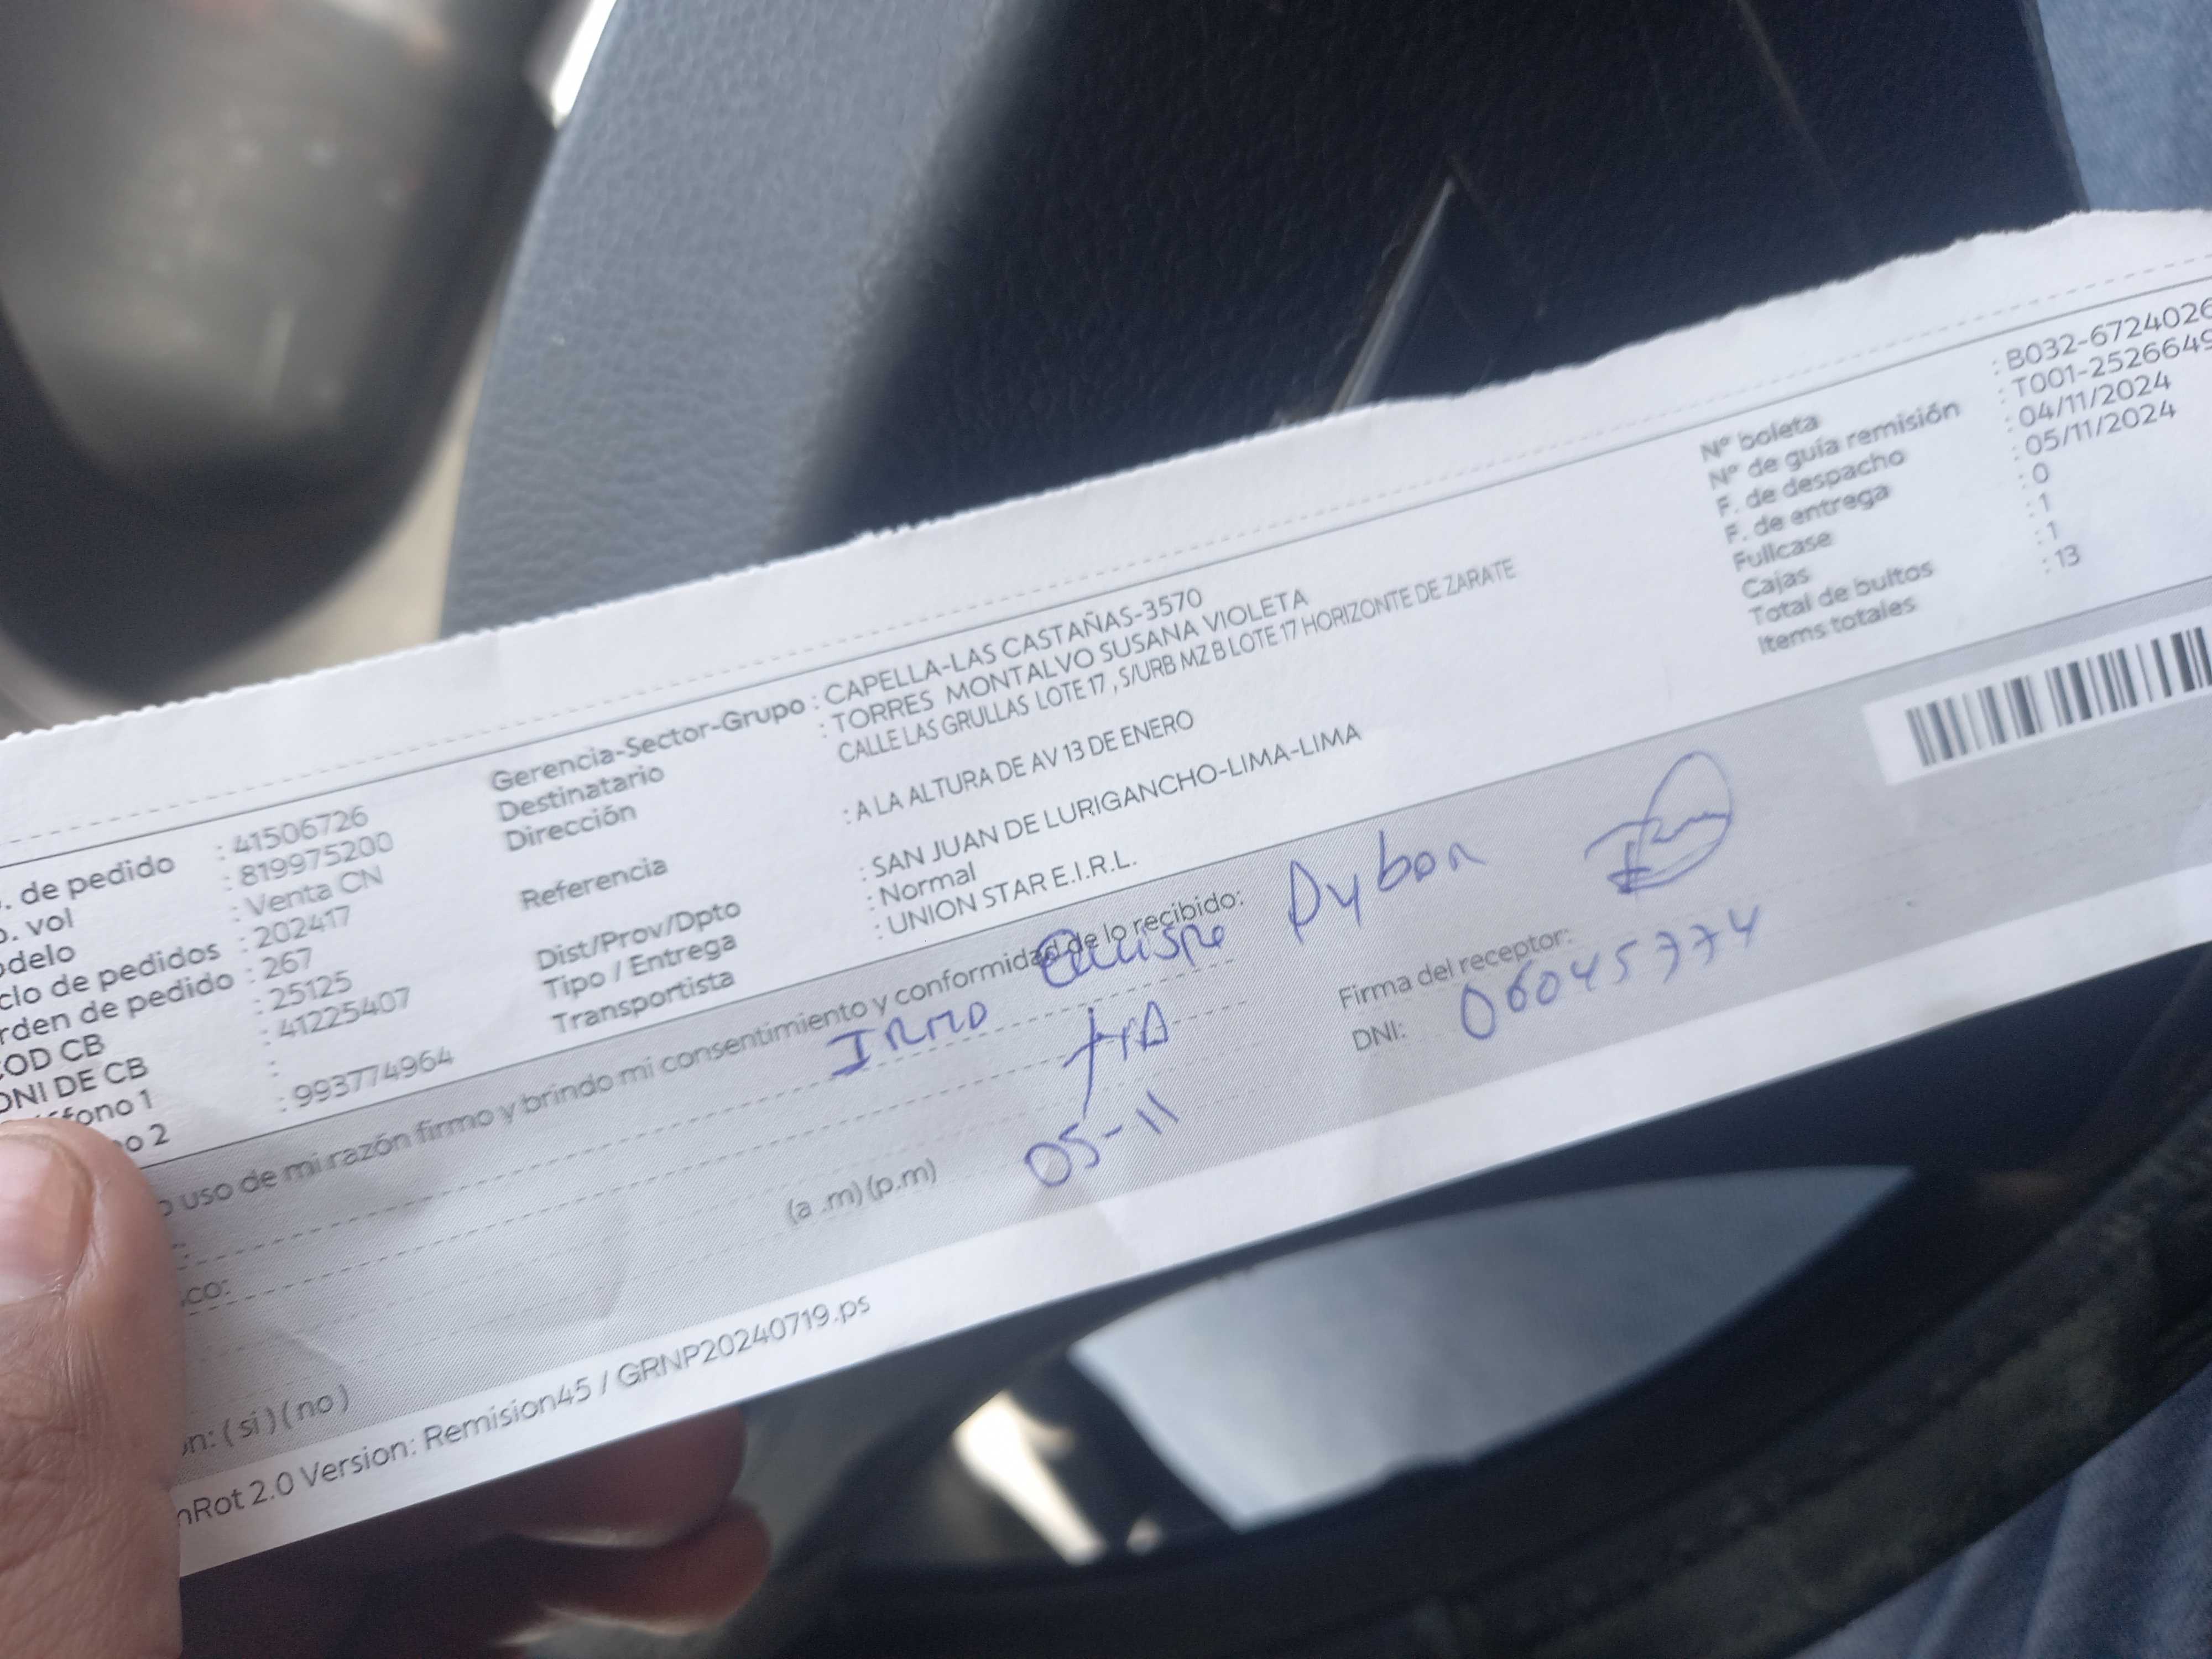 . de pedido : 41506726
o. vol : 819975200
odelo : Venta CN
clo de pedidos : 202417
rden de pedido : 267
COD CB : 25125
DNI DE CB : 41225407
fono 1 :
no 2 : 993774964
Gerencia-Sector-Grupo : CAPELLA-LAS CASTAÑAS-3570
Destinatario : TORRES MONTALVO SUSANA VIOLETA
Dirección CALLE LAS GRULLAS LOTE 17 , S/URB MZ B LOTE 17 HORIZONTE DE ZARATE
Referencia : A LA ALTURA DE AV 13 DE ENERO
Dist/Prov/Dpto : SAN JUAN DE LURIGANCHO-LIMA-LIMA
Tipo / Entrega : Normal
Transportista : UNION STAR E.I.R.L.
N° boleta : B032-6724026
N° de guía remisión : T001-2526649
F. de despacho : 04/11/2024
F. de entrega : 05/11/2024
Fullcase : 0
Cajas : 1
Total de bultos : 1
Items totales : 13
o uso de mi razón firmo y brindo mi consentimiento y conformidad de lo recibido:
Quispe
05-11
Firma del receptor:
DNI: 06045774
co:
(a .m) (p.m)
ón: ( si ) ( no )
nRot 2.0 Version: Remision45 / GRNP20240719.ps